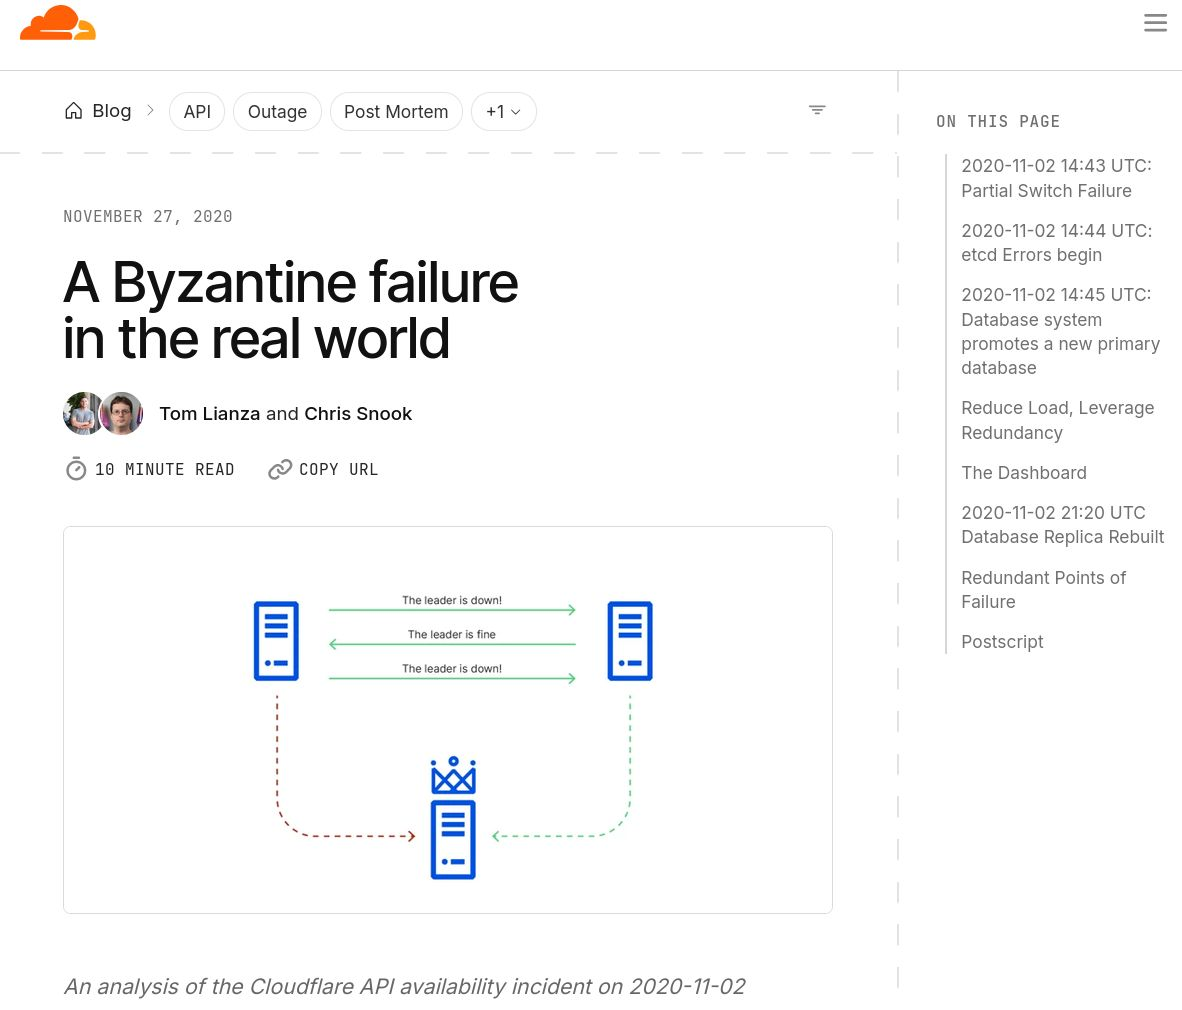 Blog
API
Outage
Post Mortem
+1
NOVEMBER 27, 2020
A Byzantine failure
in the real world
Tom Lianza and Chris Snook
10 MINUTE READ
COPY URL
The leader is down!
The leader is fine
The leader is down!
An analysis of the Cloudflare API availability incident on 2020-11-02
ON THIS PAGE
2020-11-02 14:43 UTC:
Partial Switch Failure
2020-11-02 14:44 UTC:
etcd Errors begin
2020-11-02 14:45 UTC:
Database system
promotes a new primary
database
Reduce Load, Leverage
Redundancy
The Dashboard
2020-11-02 21:20 UTC
Database Replica Rebuilt
Redundant Points of
Failure
Postscript